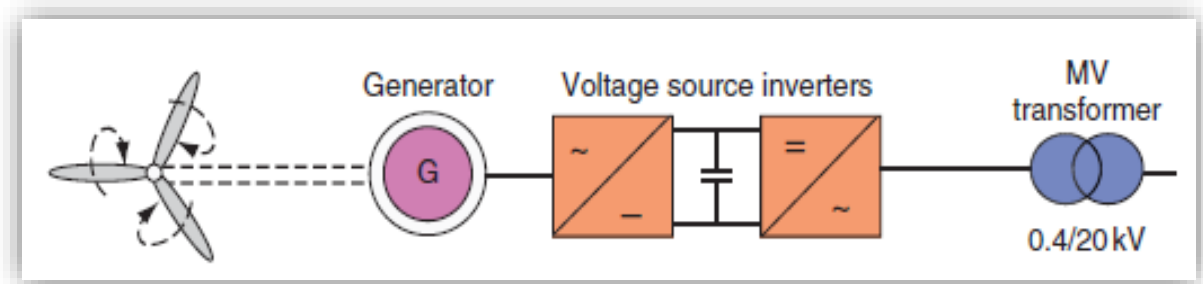 Generator
Voltage source inverters
MV
transformer
G
~
–
=
~
0.4/20 kV